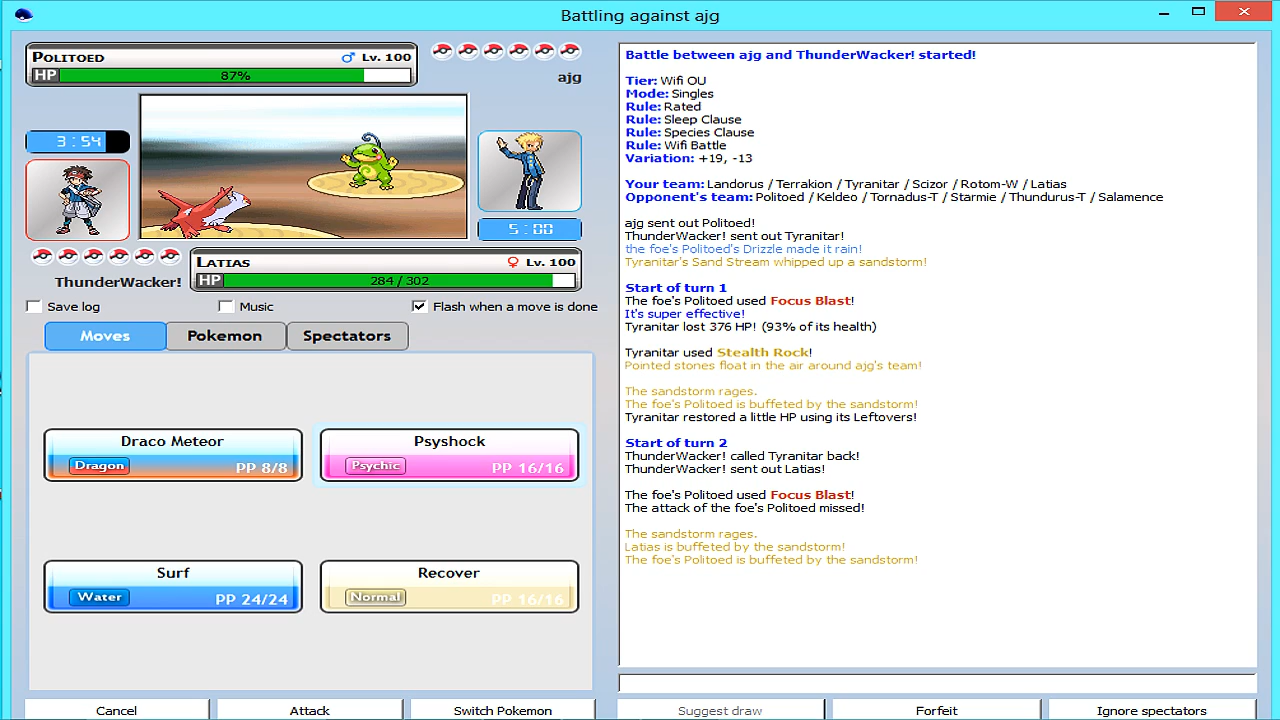 Battling against ajg
POLITOED ♂ Lv. 100
HP 87%
ajg
3:54
5:00
LATIAS ♀ Lv. 100
HP 284 / 302
ThunderWacker!
Save log Music Flash when a move is done
Moves Pokemon Spectators
Draco Meteor
Dragon PP 8/8
Psyshock
Psychic PP 16/16
Surf
Water PP 24/24
Recover
Normal PP 16/16
Cancel Attack Switch Pokemon
Battle between ajg and ThunderWacker! started!
Tier: Wifi OU
Mode: Singles
Rule: Rated
Rule: Sleep Clause
Rule: Species Clause
Rule: Wifi Battle
Variation: +19, -13
Your team: Landorus / Terrakion / Tyranitar / Scizor / Rotom-W / Latias
Opponent's team: Politoed / Keldeo / Tornadus-T / Starmie / Thundurus-T / Salamence
ajg sent out Politoed!
ThunderWacker! sent out Tyranitar!
the foe's Politoed's Drizzle made it rain!
Tyranitar's Sand Stream whipped up a sandstorm!
Start of turn 1
The foe's Politoed used Focus Blast!
It's super effective!
Tyranitar lost 376 HP! (93% of its health)
Tyranitar used Stealth Rock!
Pointed stones float in the air around ajg's team!
The sandstorm rages.
The foe's Politoed is buffeted by the sandstorm!
Tyranitar restored a little HP using its Leftovers!
Start of turn 2
ThunderWacker! called Tyranitar back!
ThunderWacker! sent out Latias!
The foe's Politoed used Focus Blast!
The attack of the foe's Politoed missed!
The sandstorm rages.
Latias is buffeted by the sandstorm!
The foe's Politoed is buffeted by the sandstorm!
Suggest draw Forfeit Ignore spectators